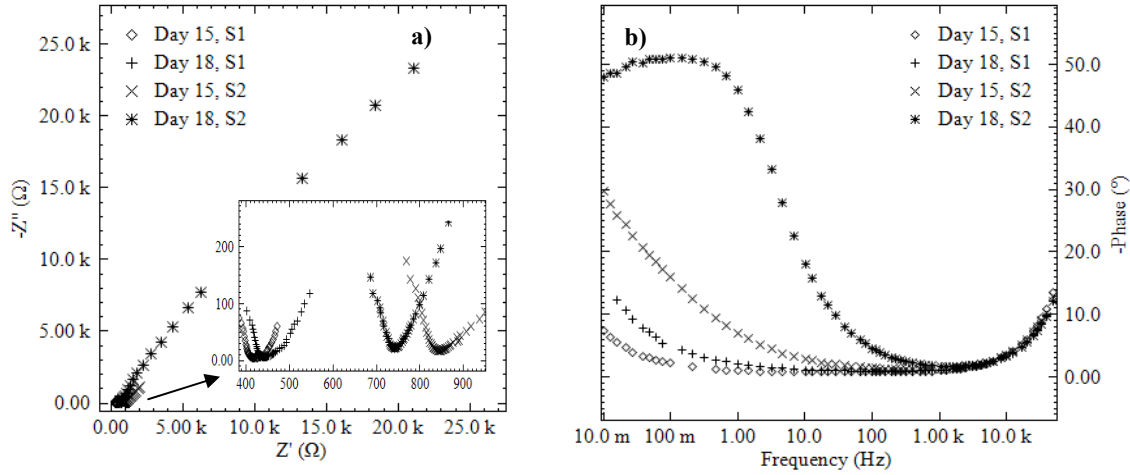 a)
Day 15, S1
Day 18, S1
Day 15, S2
Day 18, S2
-Z" (Ω)
25.0 k
20.0 k
15.0 k
10.0 k
5.00 k
0.00
200
100
0.00
400 500 600 700 800 900
0.00 5.00 k 10.0 k 15.0 k 20.0 k 25.0 k
Z' (Ω)
b)
Day 15, S1
Day 18, S1
Day 15, S2
Day 18, S2
50.0
40.0
30.0
20.0
10.0
0.00
-Phase (°)
10.0 m 100 m 1.00 10.0 100 1.00 k 10.0 k
Frequency (Hz)